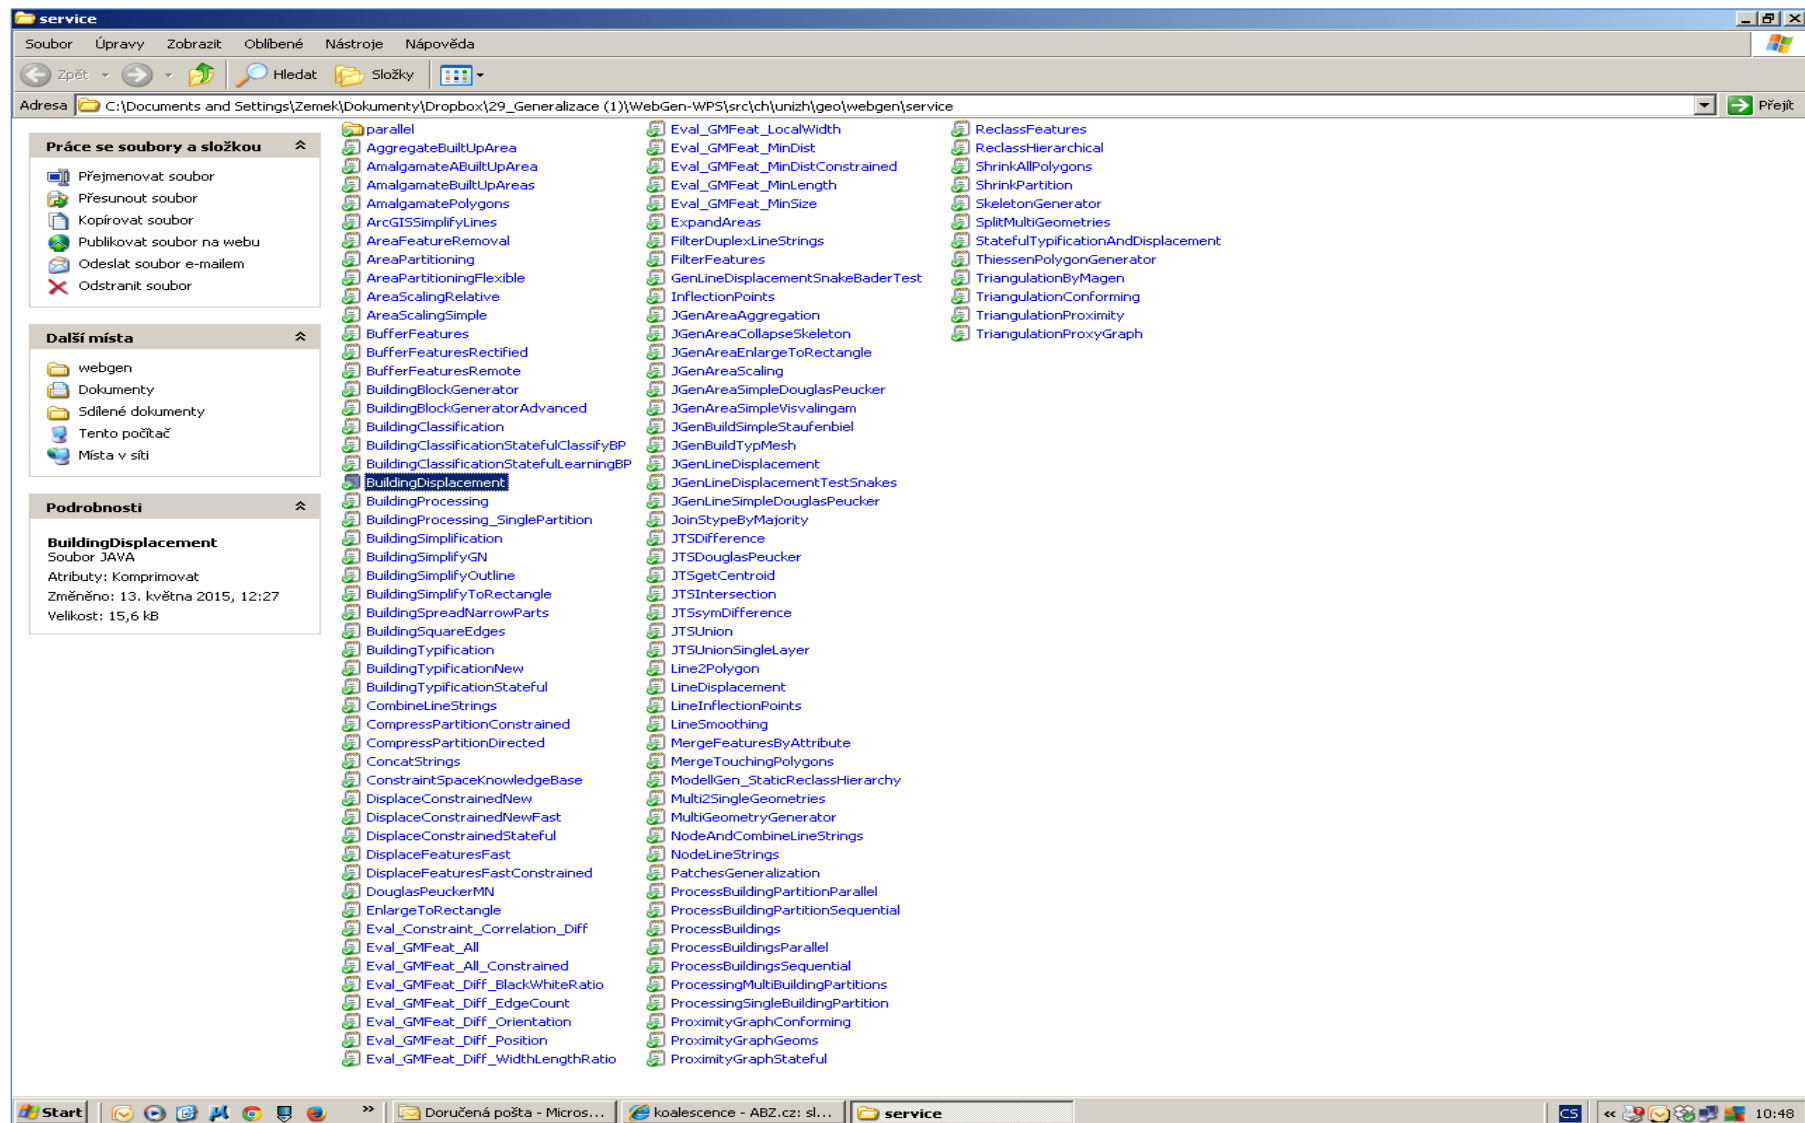 service
Soubor Úpravy Zobrazit Oblíbené Nástroje Nápověda
Zpět Hledat Složky
Adresa C:\Documents and Settings\Zemek\Dokumenty\Dropbox\29_Generalizace (1)\WebGen-WPS\src\ch\unizh\geo\webgen\service Přejít
Práce se soubory a složkou
Přejmenovat soubor
Přesunout soubor
Kopírovat soubor
Publikovat soubor na webu
Odeslat soubor e-mailem
Odstranit soubor
Další místa
webgen
Dokumenty
Sdílené dokumenty
Tento počítač
Místa v síti
Podrobnosti
BuildingDisplacement
Soubor JAVA
Atributy: Komprimovat
Změněno: 13. května 2015, 12:27
Velikost: 15,6 kB
parallel
AggregateBuiltUpArea
AmalgamateABuiltUpArea
AmalgamateBuiltUpAreas
AmalgamatePolygons
ArcGISSimplifyLines
AreaFeatureRemoval
AreaPartitioning
AreaPartitioningFlexible
AreaScalingRelative
AreaScalingSimple
BufferFeatures
BufferFeaturesRectified
BufferFeaturesRemote
BuildingBlockGenerator
BuildingBlockGeneratorAdvanced
BuildingClassification
BuildingClassificationStatefulClassifyBP
BuildingClassificationStatefulLearningBP
BuildingDisplacement
BuildingProcessing
BuildingProcessing_SinglePartition
BuildingSimplification
BuildingSimplifyGN
BuildingSimplifyOutline
BuildingSimplifyToRectangle
BuildingSpreadNarrowParts
BuildingSquareEdges
BuildingTypification
BuildingTypificationNew
BuildingTypificationStateful
CombineLineStrings
CompressPartitionConstrained
CompressPartitionDirected
ConcatStrings
ConstraintSpaceKnowledgeBase
DisplaceConstrainedNew
DisplaceConstrainedNewFast
DisplaceConstrainedStateful
DisplaceFeaturesFast
DisplaceFeaturesFastConstrained
DouglasPeuckerMN
EnlargeToRectangle
Eval_Constraint_Correlation_Diff
Eval_GMFeat_All
Eval_GMFeat_All_Constrained
Eval_GMFeat_Diff_BlackWhiteRatio
Eval_GMFeat_Diff_EdgeCount
Eval_GMFeat_Diff_Orientation
Eval_GMFeat_Diff_Position
Eval_GMFeat_Diff_WidthLengthRatio
Eval_GMFeat_LocalWidth
Eval_GMFeat_MinDist
Eval_GMFeat_MinDistConstrained
Eval_GMFeat_MinLength
Eval_GMFeat_MinSize
ExpandAreas
FilterDuplexLineStrings
FilterFeatures
GenLineDisplacementSnakeBaderTest
InflectionPoints
JGenAreaAggregation
JGenAreaCollapseSkeleton
JGenAreaEnlargeToRectangle
JGenAreaScaling
JGenAreaSimpleDouglasPeucker
JGenAreaSimpleVisvalingam
JGenBuildSimpleStaufenbiel
JGenBuildTypMesh
JGenLineDisplacement
JGenLineDisplacementTestSnakes
JGenLineSimpleDouglasPeucker
JoinStypeByMajority
JTSDifference
JTSDouglasPeucker
JTSgetCentroid
JTSIntersection
JTSsymDifference
JTSUnion
JTSUnionSingleLayer
Line2Polygon
LineDisplacement
LineInflectionPoints
LineSmoothing
MergeFeaturesByAttribute
MergeTouchingPolygons
ModellGen_StaticReclassHierarchy
Multi2SingleGeometries
MultiGeometryGenerator
NodeAndCombineLineStrings
NodeLineStrings
PatchesGeneralization
ProcessBuildingPartitionParallel
ProcessBuildingPartitionSequential
ProcessBuildings
ProcessBuildingsParallel
ProcessBuildingsSequential
ProcessingMultiBuildingPartitions
ProcessingSingleBuildingPartition
ProximityGraphConforming
ProximityGraphGeoms
ProximityGraphStateful
ReclassFeatures
ReclassHierarchical
ShrinkAllPolygons
ShrinkPartition
SkeletonGenerator
SplitMultiGeometries
StatefulTypificationAndDisplacement
ThiessenPolygonGenerator
TriangulationByMagen
TriangulationConforming
TriangulationProximity
TriangulationProxyGraph
Start » Doručená pošta - Micros... koalescence - ABZ.cz: sl... service CS « 10:48